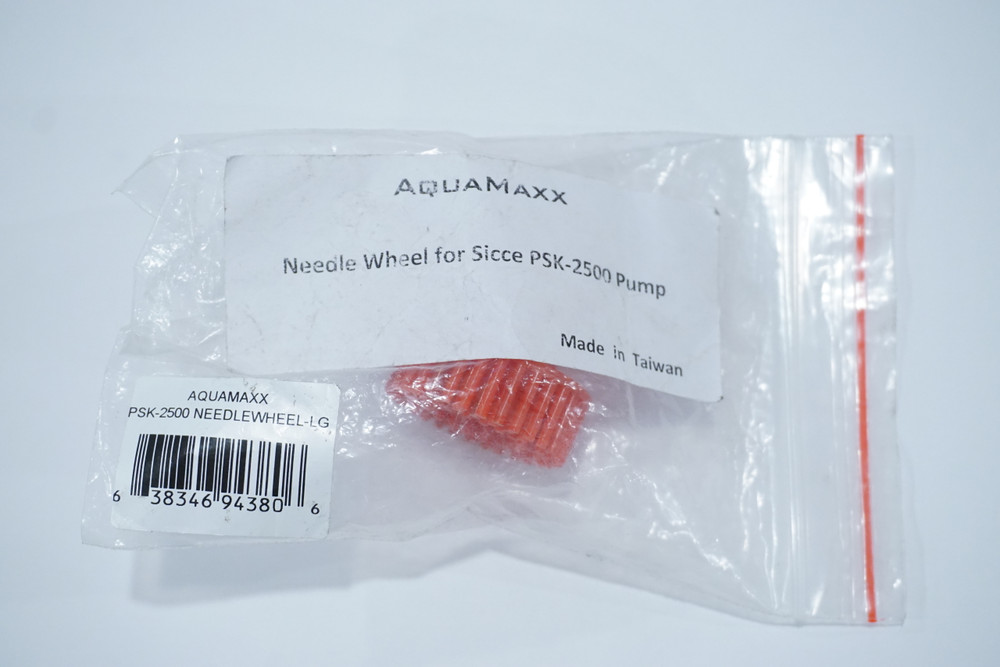 AQUAMAXX
Needle Wheel for Sicce PSK-2500 Pump
Made in Taiwan
AQUAMAXX
PSK-2500 NEEDLEWHEEL-LG
6 38346 94380 6